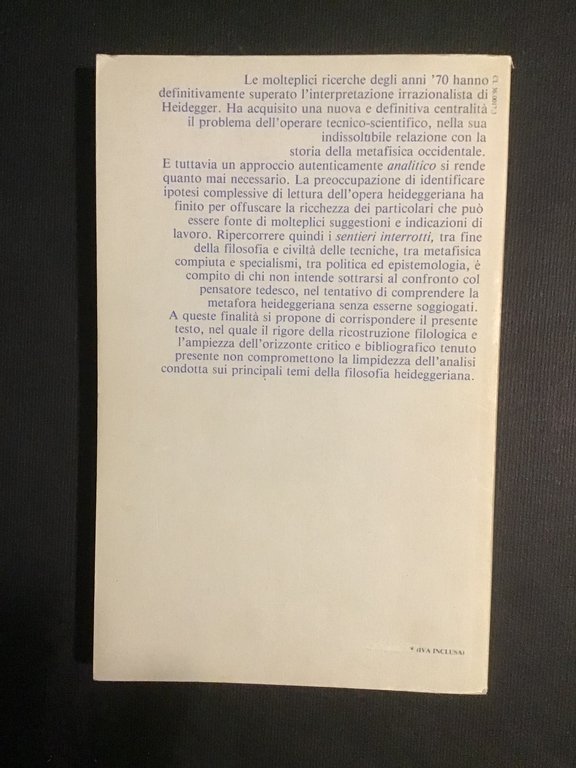 Le molteplici ricerche degli anni '70 hanno
definitivamente superato l'interpretazione irrazionalista di
Heidegger. Ha acquisito una nuova e definitiva centralità
il problema dell'operare tecnico-scientifico, nella sua
indissolubile relazione con la
storia della metafisica occidentale.
E tuttavia un approccio autenticamente analitico si rende
quanto mai necessario. La preoccupazione di identificare
ipotesi complessive di lettura dell'opera heideggeriana ha
finito per offuscare la ricchezza dei particolari che può
essere fonte di molteplici suggestioni e indicazioni di
lavoro. Ripercorrere quindi i sentieri interrotti, tra fine
della filosofia e civiltà delle tecniche, tra metafisica
compiuta e specialismi, tra politica ed epistemologia, è
compito di chi non intende sottrarsi al confronto col
pensatore tedesco, nel tentativo di comprendere la
metafora heideggeriana senza esserne soggiogati.
A queste finalità si propone di corrispondere il presente
testo, nel quale il rigore della ricostruzione filologica e
l'ampiezza dell'orizzonte critico e bibliografico tenuto
presente non compromettono la limpidezza dell'analisi
condotta sui principali temi della filosofia heideggeriana.
* (IVA INCLUSA)